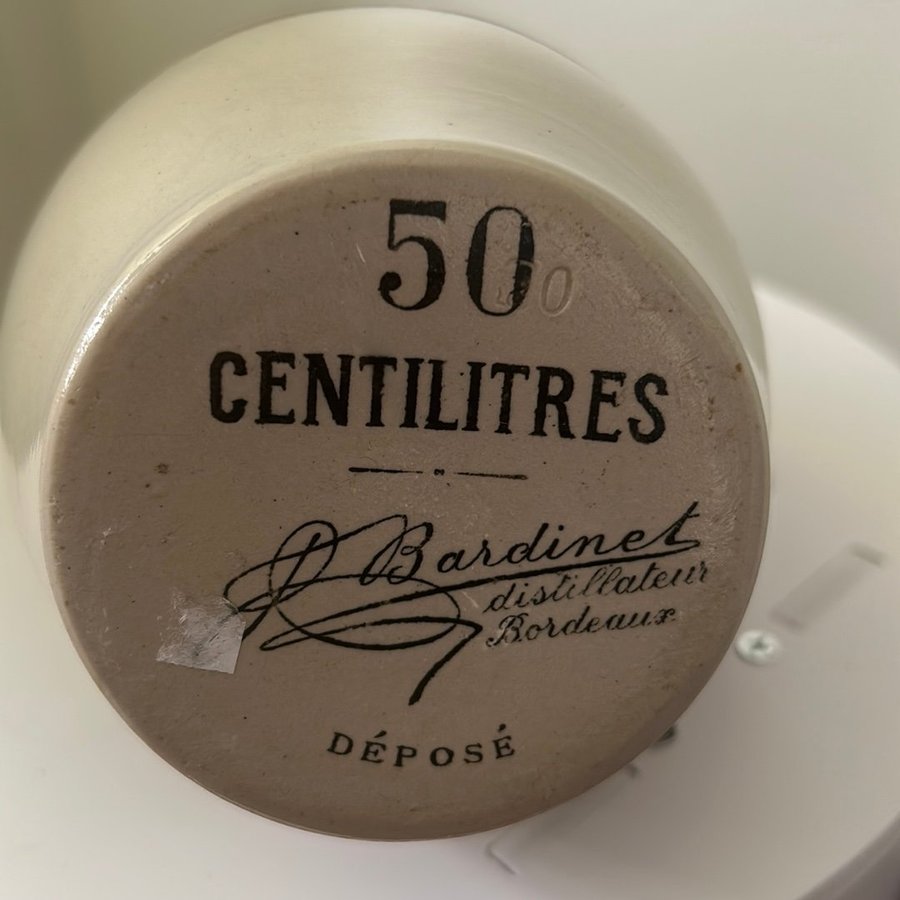 50
CENTILITRES
Bardinet
distillateur
Bordeaux
DÉPOSÉ